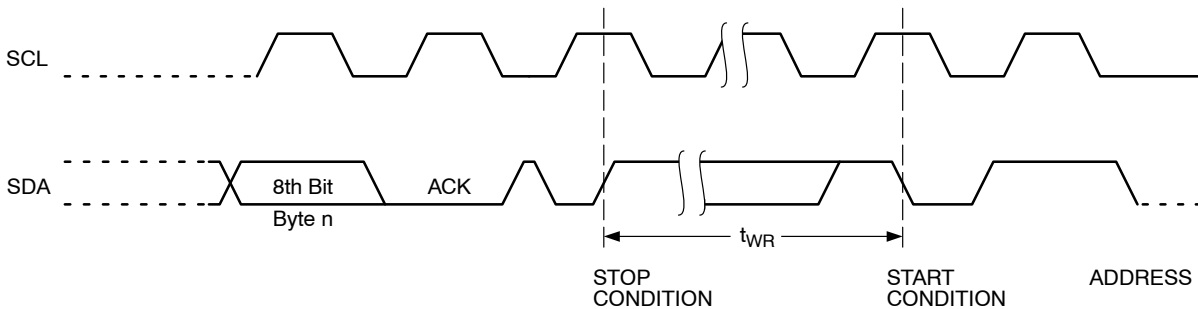 SCL
SDA
8th Bit
Byte n
ACK
tWR
STOP
CONDITION
START
CONDITION
ADDRESS